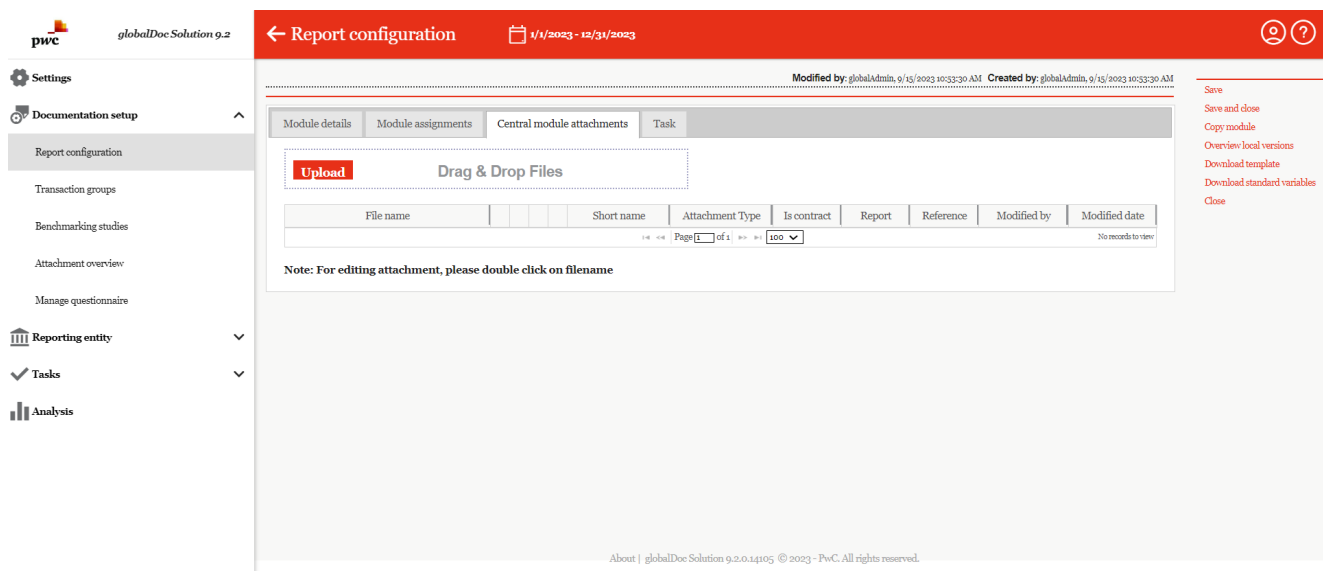 pwc
globalDoc Solution 9.2
Report configuration
1/1/2023 - 12/31/2023
?
Settings
Documentation setup
Report configuration
Transaction groups
Benchmarking studies
Attachment overview
Manage questionnaire
Reporting entity
Tasks
Analysis
Modified by: globalAdmin, 9/15/2023 10:53:30 AM Created by: globalAdmin, 9/15/2023 10:53:30 AM
Module details Module assignments Central module attachments Task
Upload Drag & Drop Files
File name Short name Attachment Type Is contract Report Reference Modified by Modified date
Page 1 of 1 100 No records to view
Note: For editing attachment, please double click on filename
Save
Save and close
Copy module
Overview local versions
Download template
Download standard variables
Close
About | globalDoc Solution 9.2.0.14105 © 2023 - PwC. All rights reserved.